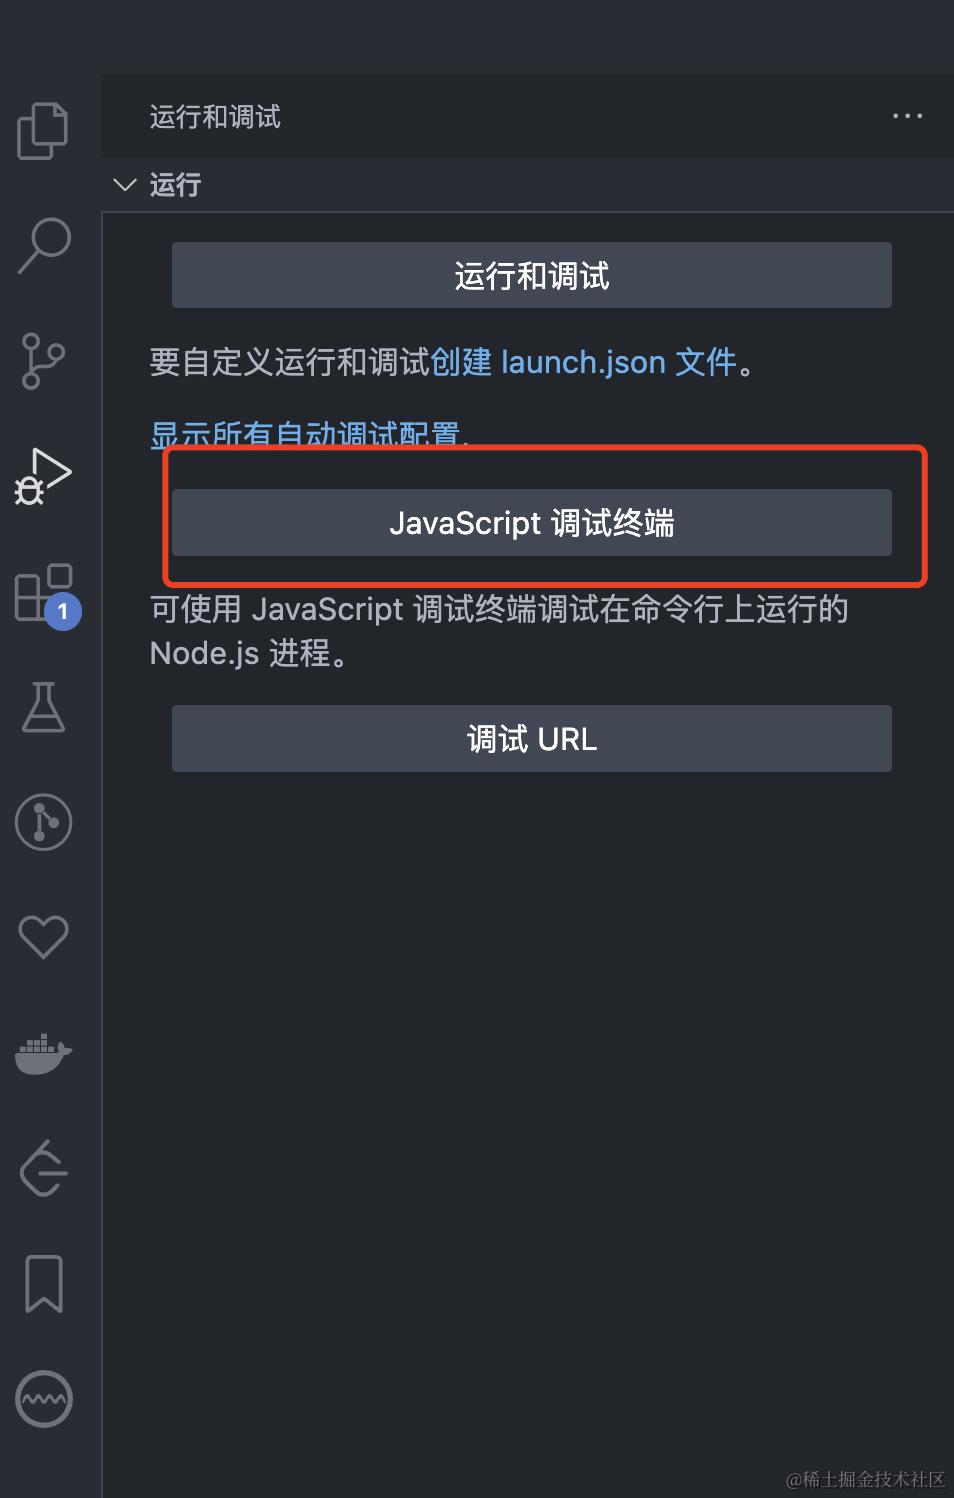 运行和调试
运行
运行和调试
要自定义运行和调试创建 launch.json 文件。
显示所有自动调试配置.
JavaScript 调试终端
可使用 JavaScript 调试终端调试在命令行上运行的
Node.js 进程。
1
调试 URL
@稀土掘金技术社区